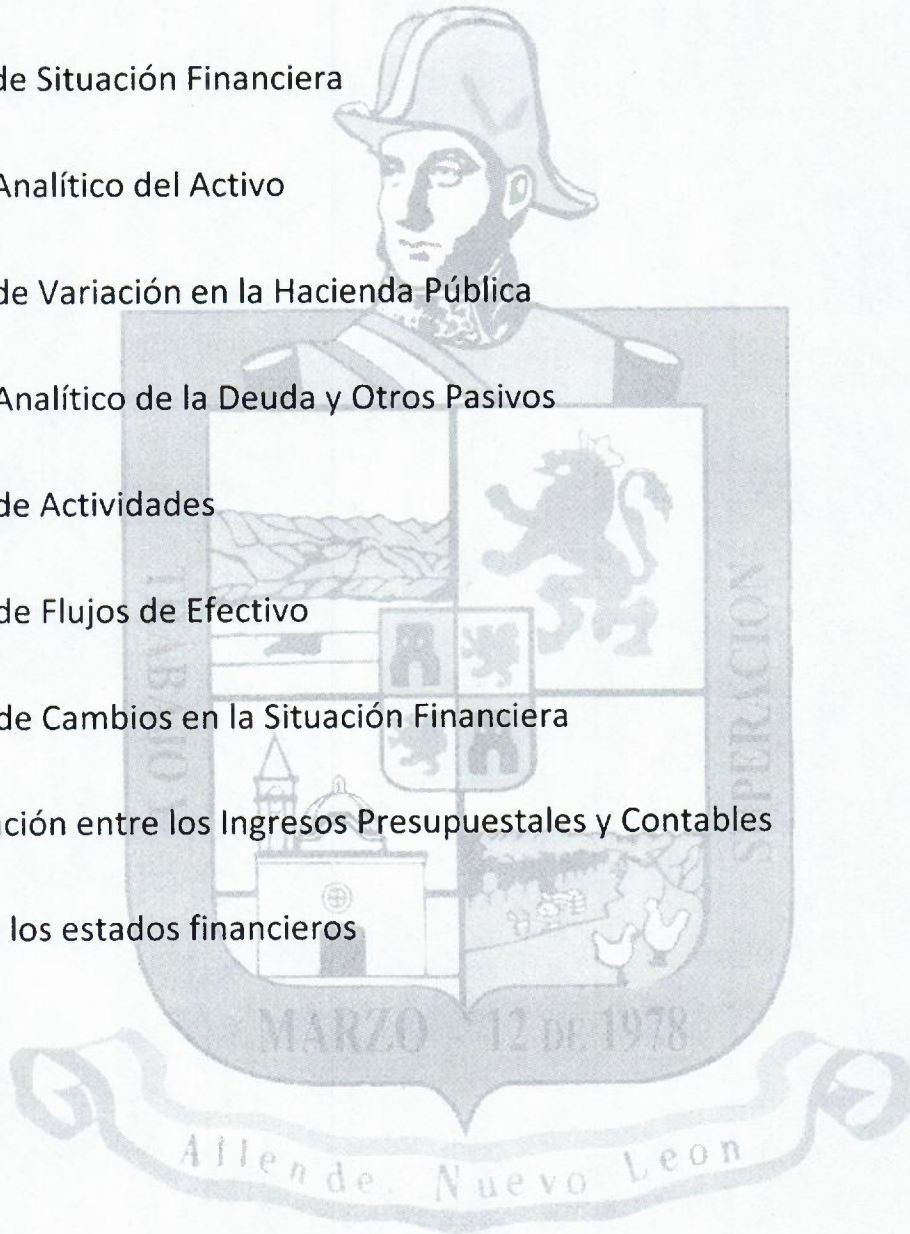 de Situación Financiera
Analítico del Activo
de Variación en la Hacienda Pública
Analítico de la Deuda y Otros Pasivos
de Actividades
de Flujos de Efectivo
de Cambios en la Situación Financiera
ación entre los Ingresos Presupuestales y Contables
los estados financieros
TRABAJO
SUPERACION
MARZO 12 DE 1978
Allende, Nuevo Leon